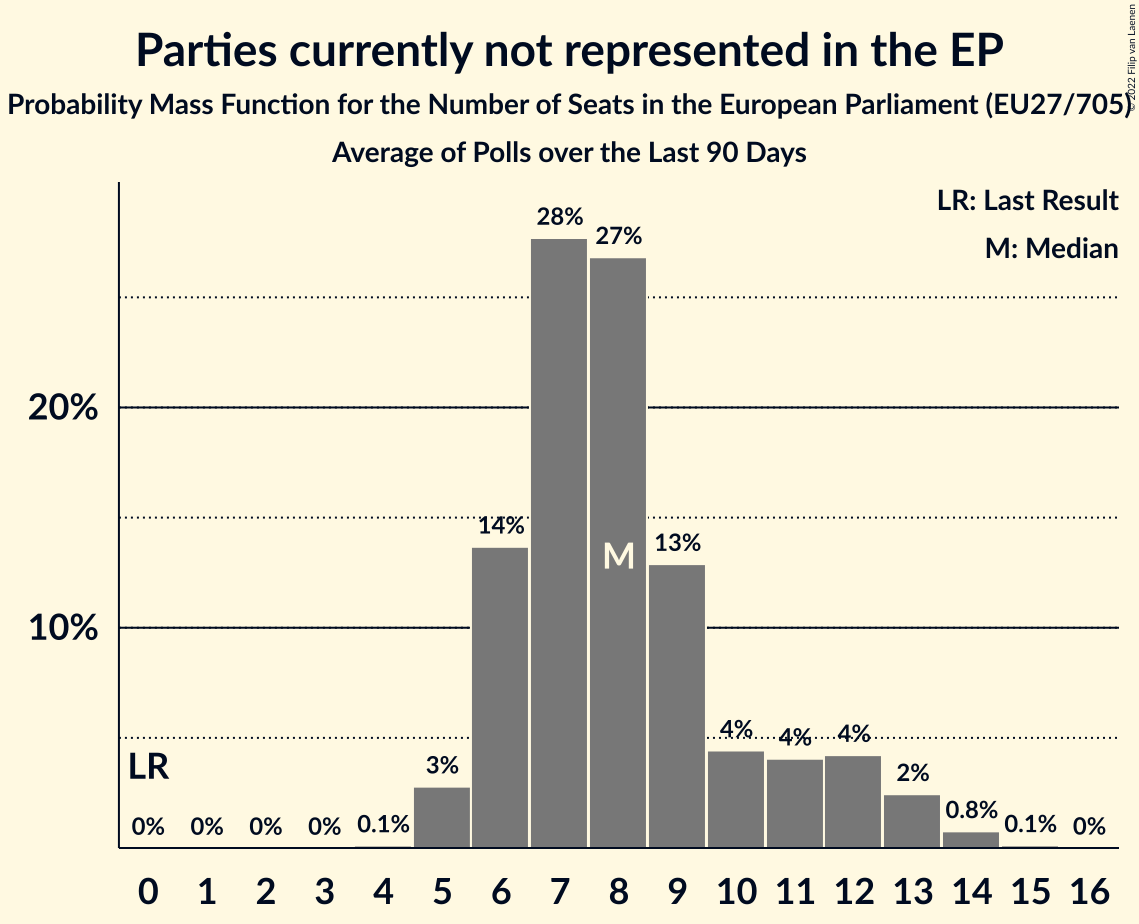 Parties currently not represented in the EP
Probability Mass Function for the Number of Seats in the European Parliament (EU27/705)
Average of Polls over the Last 90 Days
© 2022 Filip van Laenen
LR: Last Result
M: Median
20%
10%
28%
27%
14%
13%
M
LR
0%
0%
0%
0%
0.1%
3%
4%
4%
4%
2%
0.8%
0.1%
0%
0 1 2 3 4 5 6 7 8 9 10 11 12 13 14 15 16